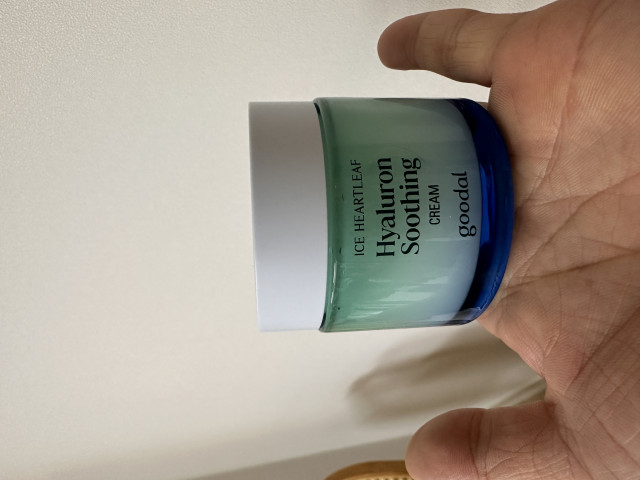 ICE HEARTLEAF
Hyaluron
Soothing
CREAM
goodal